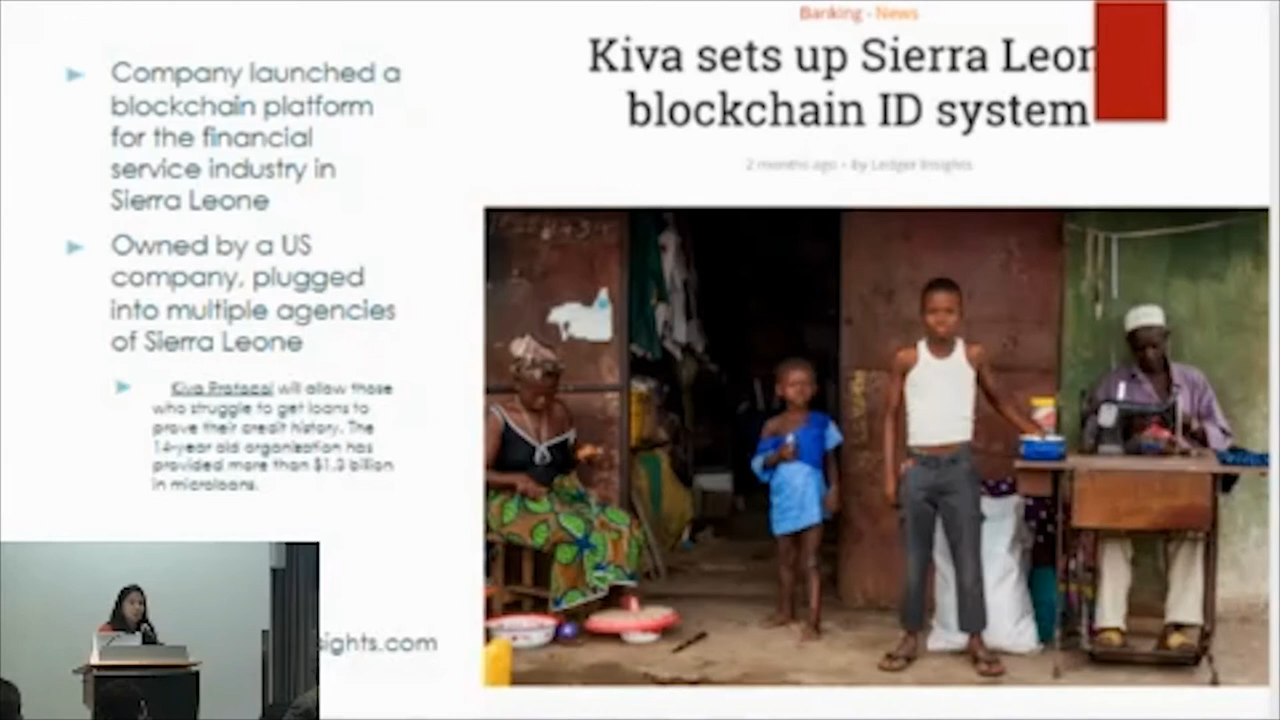 Company launched a
blockchain platform
for the financial
service industry in
Sierra Leone
Owned by a US
company, plugged
into multiple agencies
of Sierra Leone
Kiva Protocol will allow those
who struggle to get loans to
prove their credit history. The
14-year old organization has
provided more than $1.3 billion
in microloans.
sights.com
Banking - News
Kiva sets up Sierra Leon
blockchain ID system
2 months ago • by Ledger Insights